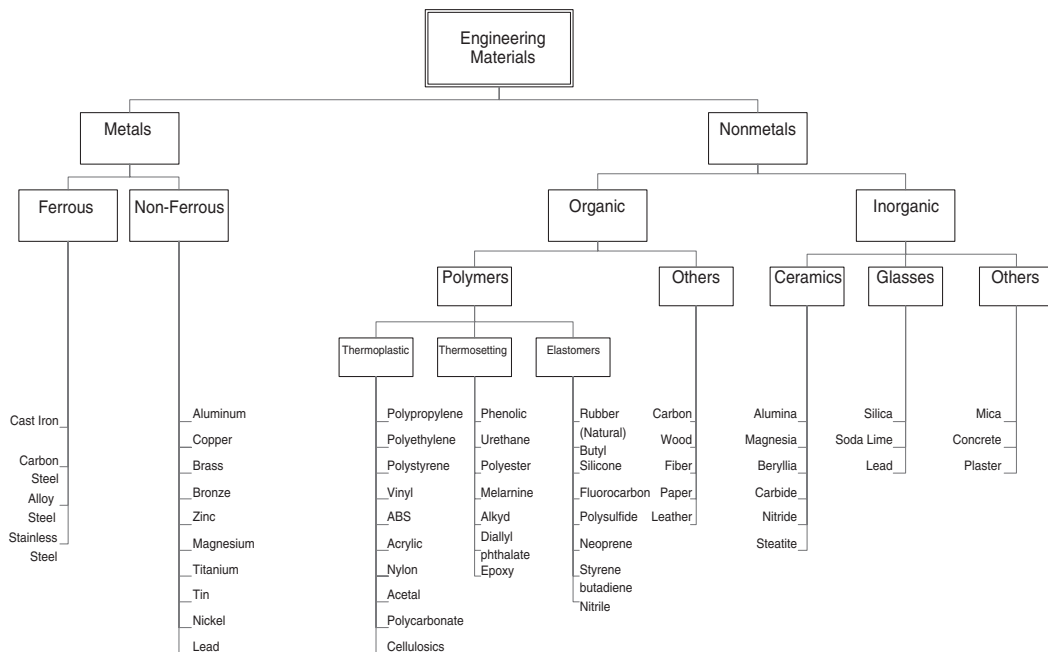 Engineering
Materials
Metals
Nonmetals
Ferrous
Non-Ferrous
Organic
Inorganic
Polymers
Others
Ceramics
Glasses
Others
Thermoplastic
Thermosetting
Elastomers
Cast Iron
Carbon
Steel
Alloy
Steel
Stainless
Steel
Aluminum
Copper
Brass
Bronze
Zinc
Magnesium
Titanium
Tin
Nickel
Lead
Polypropylene
Polyethylene
Polystyrene
Vinyl
ABS
Acrylic
Nylon
Acetal
Polycarbonate
Cellulosics
Phenolic
Urethane
Polyester
Melarnine
Alkyd
Diallyl
phthalate
Epoxy
Rubber
(Natural)
Butyl
Silicone
Fluorocarbon
Polysulfide
Neoprene
Styrene
butadiene
Nitrile
Carbon
Wood
Fiber
Paper
Leather
Alumina
Magnesia
Beryllia
Carbide
Nitride
Steatite
Silica
Soda Lime
Lead
Mica
Concrete
Plaster